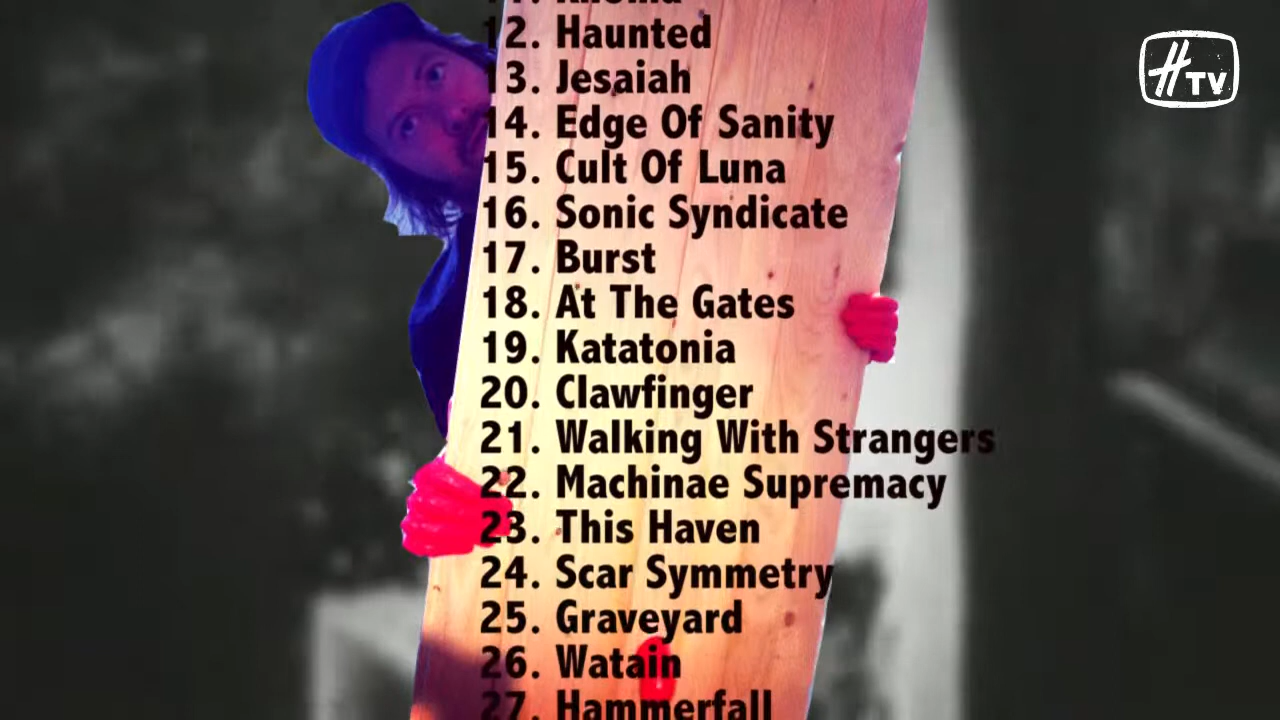 12. Haunted
13. Jesaiah
14. Edge Of Sanity
15. Cult Of Luna
16. Sonic Syndicate
17. Burst
18. At The Gates
19. Katatonia
20. Clawfinger
21. Walking With Strangers
22. Machinae Supremacy
23. This Haven
24. Scar Symmetry
25. Graveyard
26. Watain
27. Hammerfall
HTV